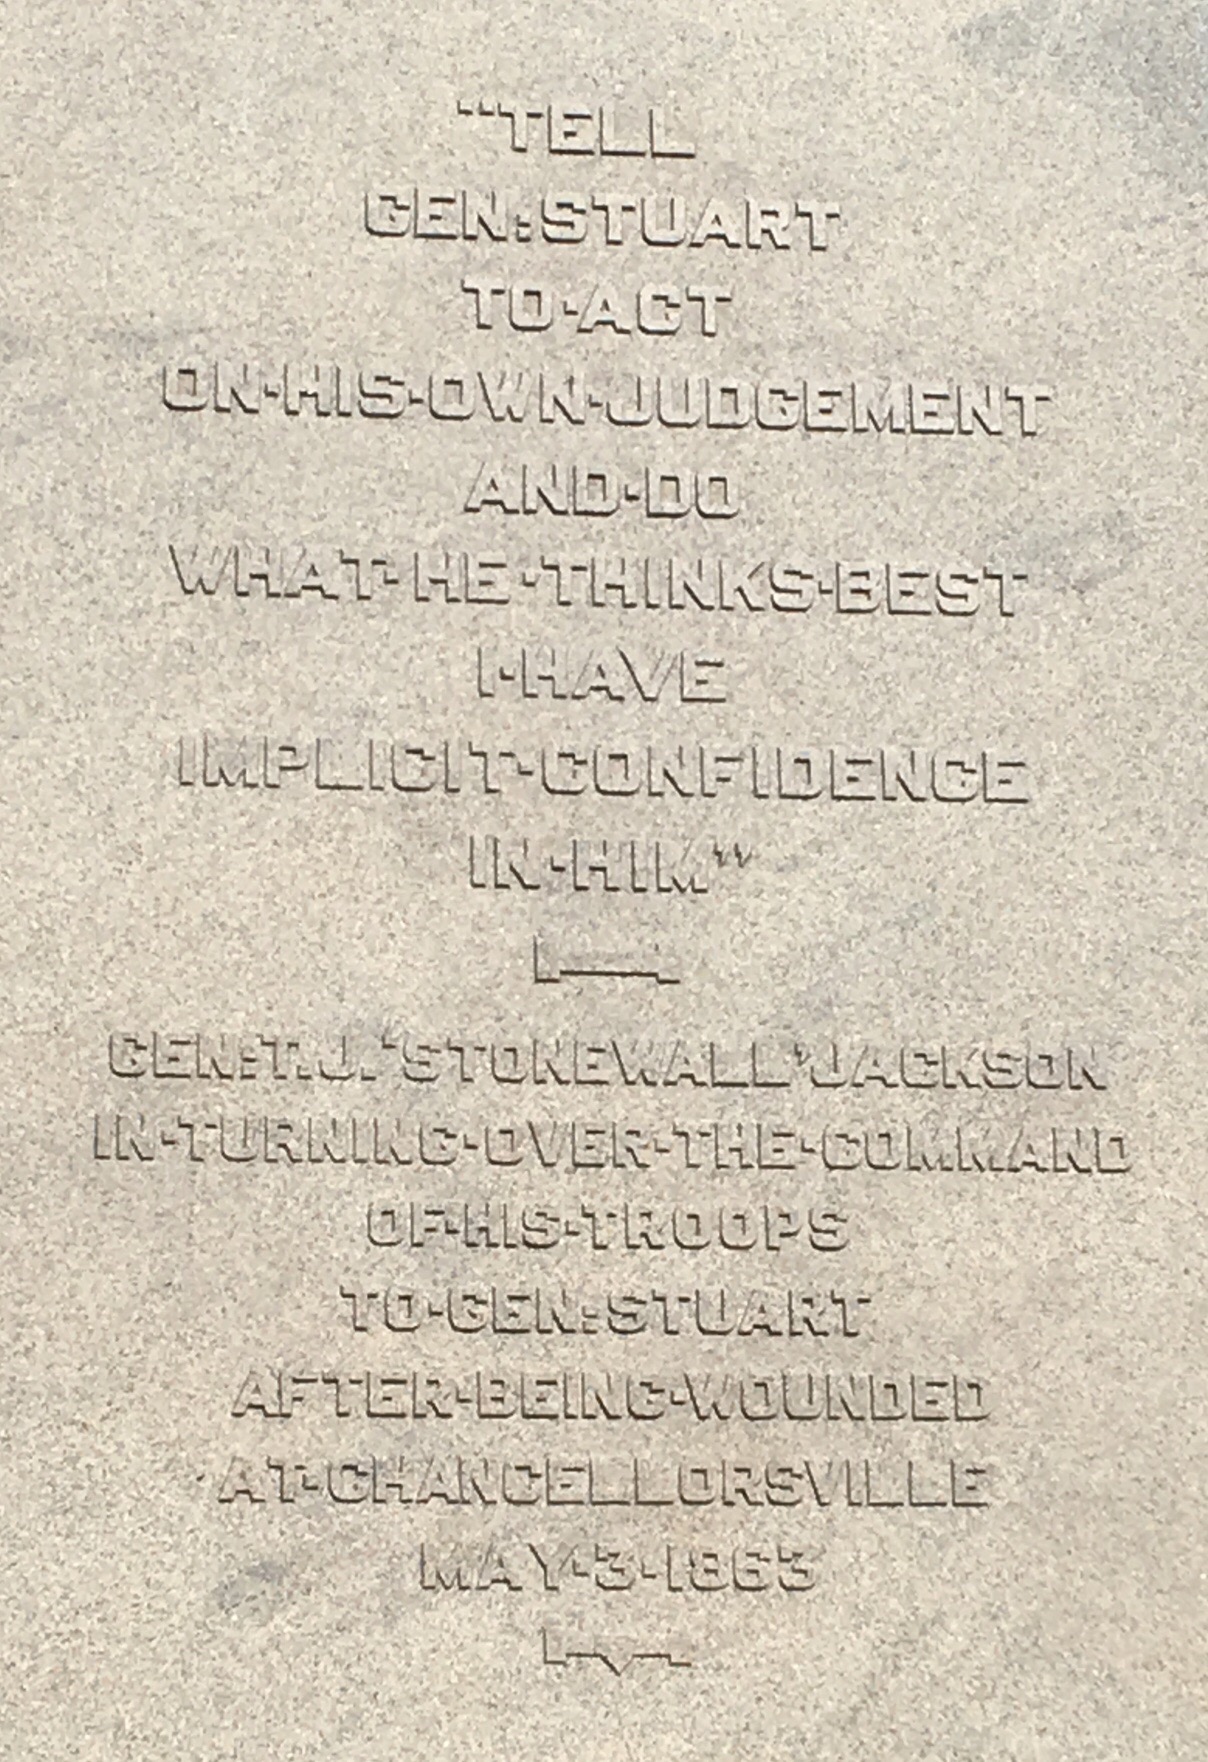 "TELL
GEN:STUART
TO·ACT
ON·HIS·OWN·JUDGEMENT
AND·DO
WHAT·HE·THINKS·BEST
I·HAVE
IMPLICIT·CONFIDENCE
IN·HIM"
GEN:T.J.'STONEWALL'JACKSON
IN·TURNING·OVER·THE·COMMAND
OF·HIS·TROOPS
TO·GEN:STUART
AFTER·BEING·WOUNDED
AT·CHANCELLORSVILLE
MAY·3·1863